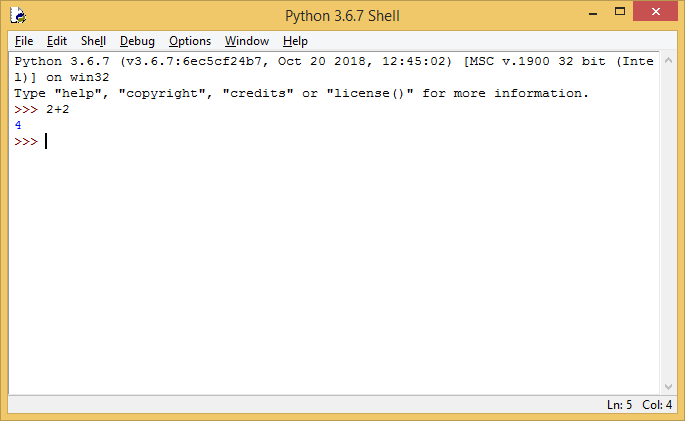 Python 3.6.7 Shell
File Edit Shell Debug Options Window Help
Python 3.6.7 (v3.6.7:6ec5cf24b7, Oct 20 2018, 12:45:02) [MSC v.1900 32 bit (Inte
l)] on win32
Type "help", "copyright", "credits" or "license()" for more information.
>>> 2+2
4
>>>
Ln: 5 Col: 4